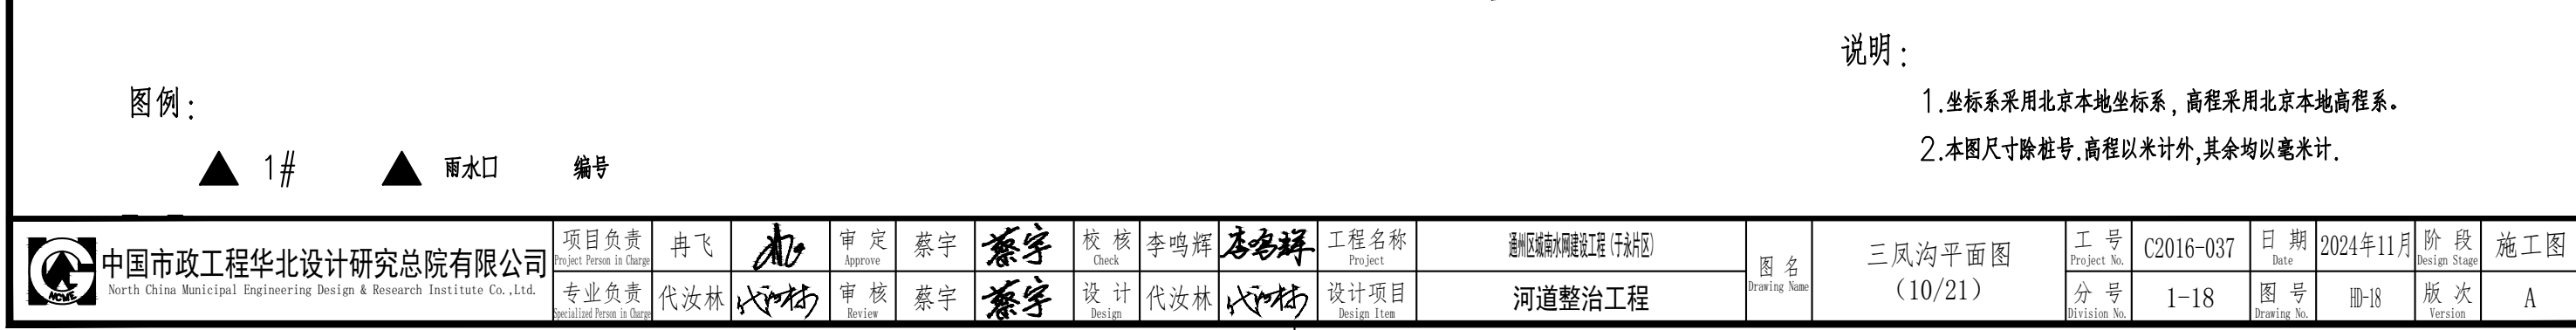 说明：
1.坐标系采用北京本地坐标系，高程采用北京本地高程系。
2.本图尺寸除桩号.高程以米计外,其余均以毫米计.
图例：
1# 雨水口 编号
中国市政工程华北设计研究总院有限公司
North China Municipal Engineering Design & Research Institute Co.,Ltd.
NCME
项目负责 冉飞
Project Person in Charge
专业负责 代汝林 代汝林
Specialized Person in Charge
审 定 蔡宇 蔡宇
Approve
审 核 蔡宇 蔡宇
Review
校 核 李鸣辉 李鸣辉
Check
设 计 代汝林 代汝林
Design
工程名称 通州区城南水网建设工程（于永片区）
Project
设计项目 河道整治工程
Design Item
图 名
Drawing Name
三凤沟平面图
（10/21）
工 号 C2016-037
Project No.
分 号 1-18
Division No.
日 期 2024年11月
Date
图 号 HD-18
Drawing No.
阶 段 施工图
Design Stage
版 次 A
Version